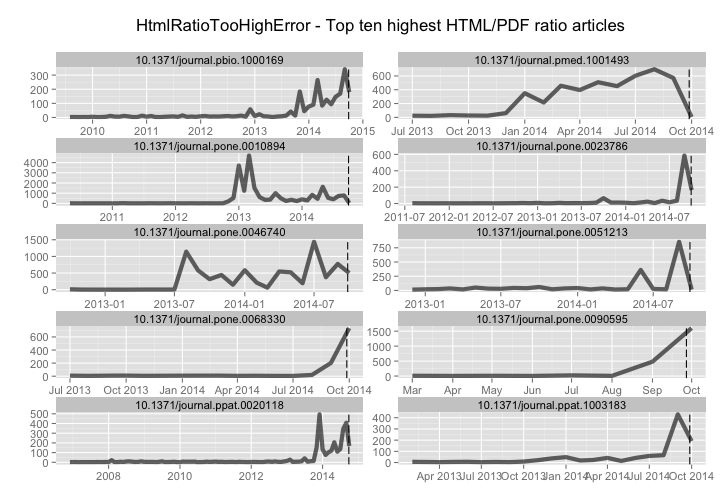 HtmlRatioTooHighError - Top ten highest HTML/PDF ratio articles
10.1371/journal.pbio.1000169
300
200
100
0
2010 2011 2012 2013 2014 2015
10.1371/journal.pmed.1001493
600
400
200
0
Jul 2013 Oct 2013 Jan 2014 Apr 2014 Jul 2014 Oct 2014
10.1371/journal.pone.0010894
4000
3000
2000
1000
0
2011 2012 2013 2014
10.1371/journal.pone.0023786
600
400
200
0
2011-07 2012-01 2012-07 2013-01 2013-07 2014-01 2014-07
10.1371/journal.pone.0046740
1500
1000
500
0
2013-01 2013-07 2014-01 2014-07
10.1371/journal.pone.0051213
750
500
250
0
2013-01 2013-07 2014-01 2014-07
10.1371/journal.pone.0068330
600
400
200
0
Jul 2013 Oct 2013 Jan 2014 Apr 2014 Jul 2014 Oct 2014
10.1371/journal.pone.0090595
1500
1000
500
0
Mar Apr May Jun Jul Aug Sep Oct
10.1371/journal.ppat.0020118
500
400
300
200
100
0
2008 2010 2012 2014
10.1371/journal.ppat.1003183
400
300
200
100
0
Apr 2013 Jul 2013 Oct 2013 Jan 2014 Apr 2014 Jul 2014 Oct 2014